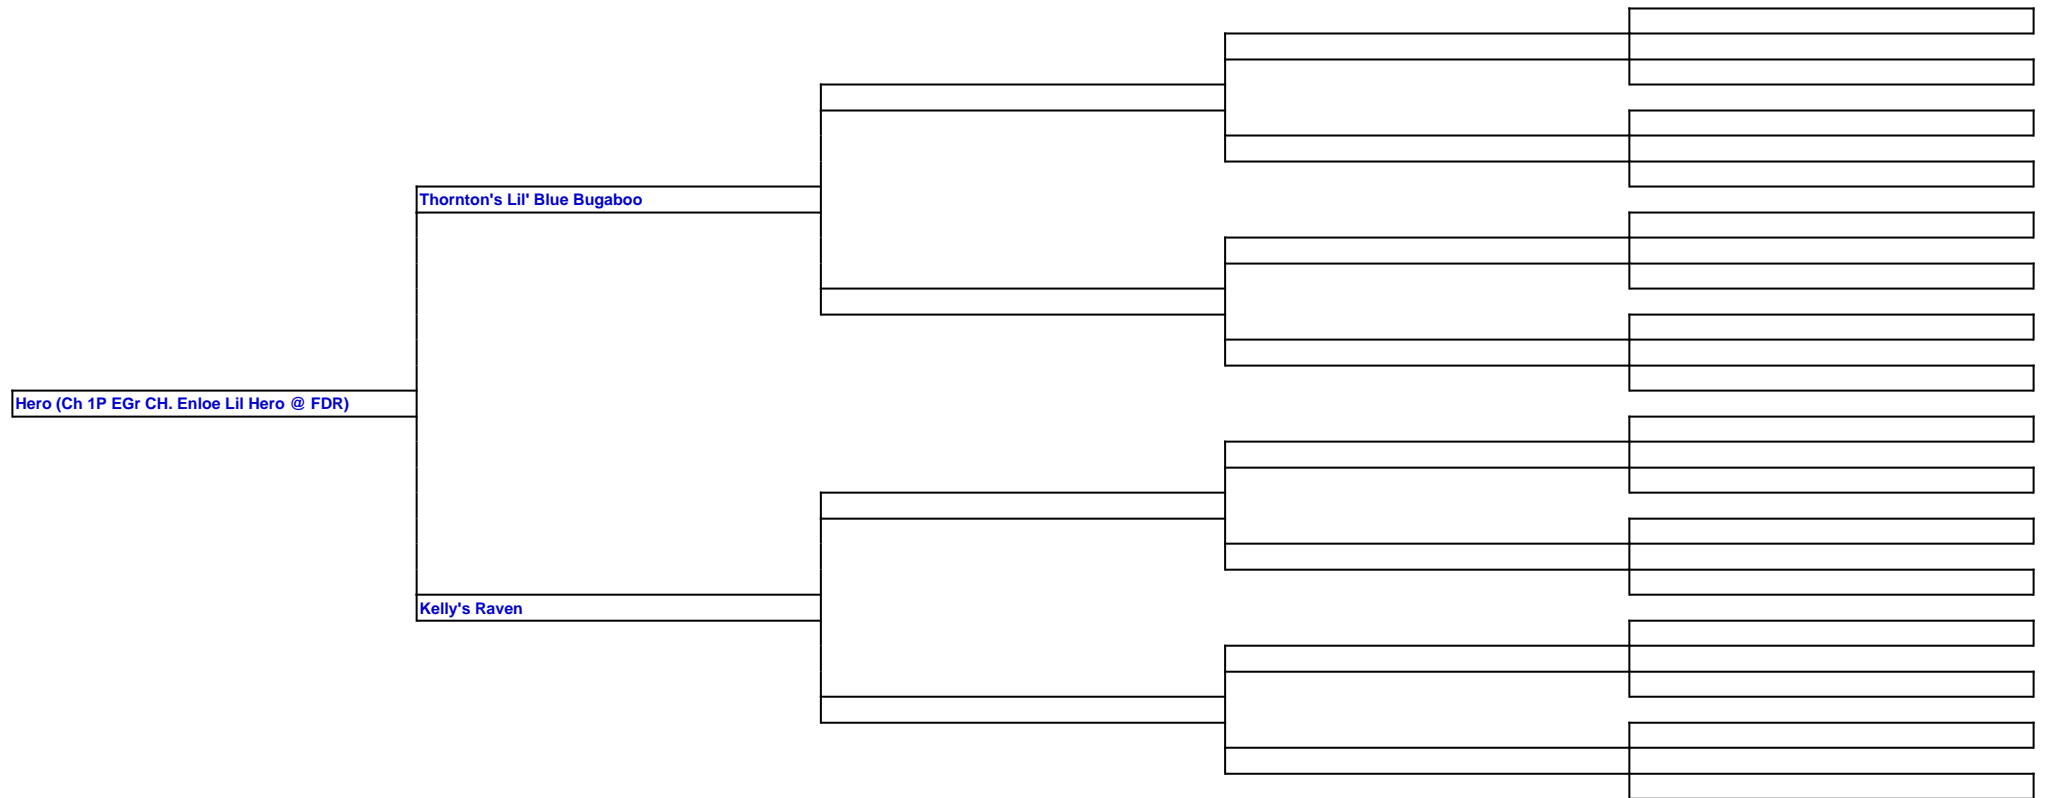 Thornton's Lil' Blue Bugaboo
Hero (Ch 1P EGr CH. Enloe Lil Hero @ FDR)
Kelly's Raven